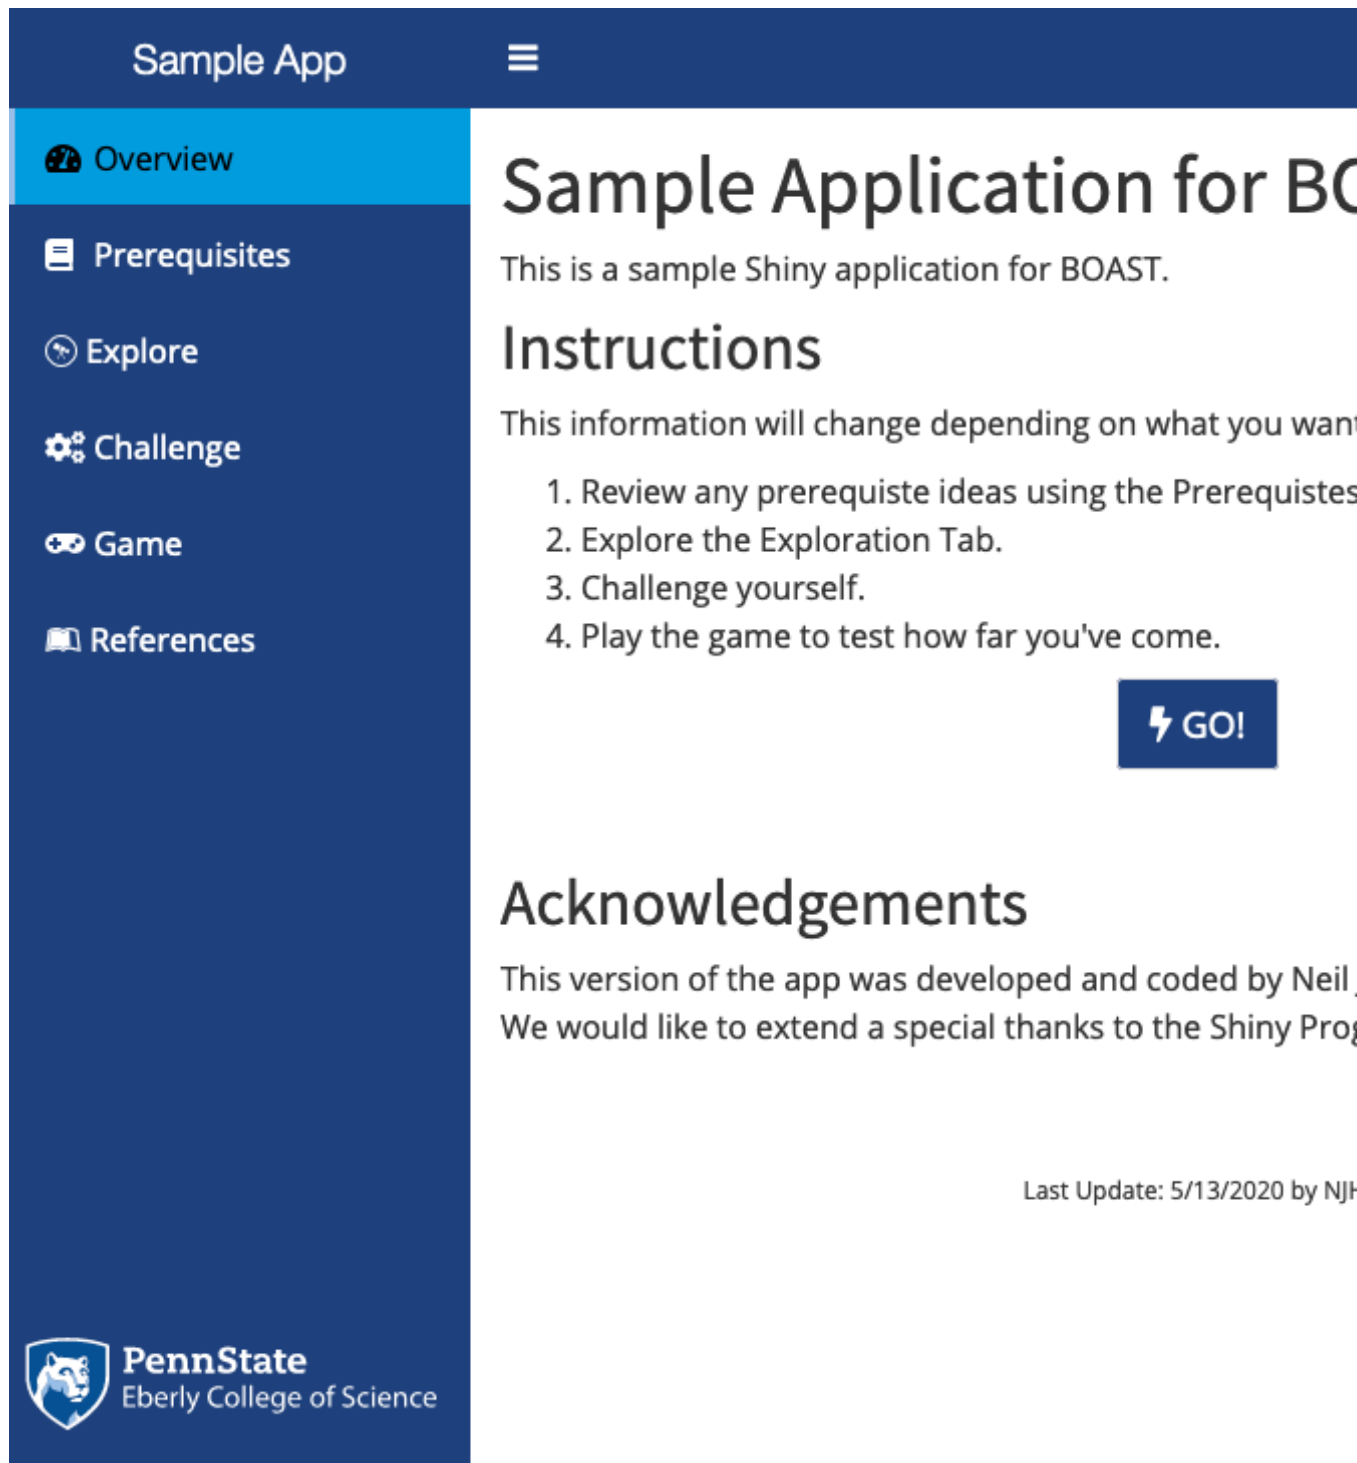 Sample App
Overview
Prerequisites
Explore
Challenge
Game
References
PennState
Eberly College of Science
Sample Application for
This is a sample Shiny application for BOAST.
Instructions
This information will change depending on what you want
1. Review any prerequiste ideas using the Prerequistes
2. Explore the Exploration Tab.
3. Challenge yourself.
4. Play the game to test how far you've come.
GO!
Acknowledgements
This version of the app was developed and coded by Neil
We would like to extend a special thanks to the Shiny
Last Update: 5/13/2020 by